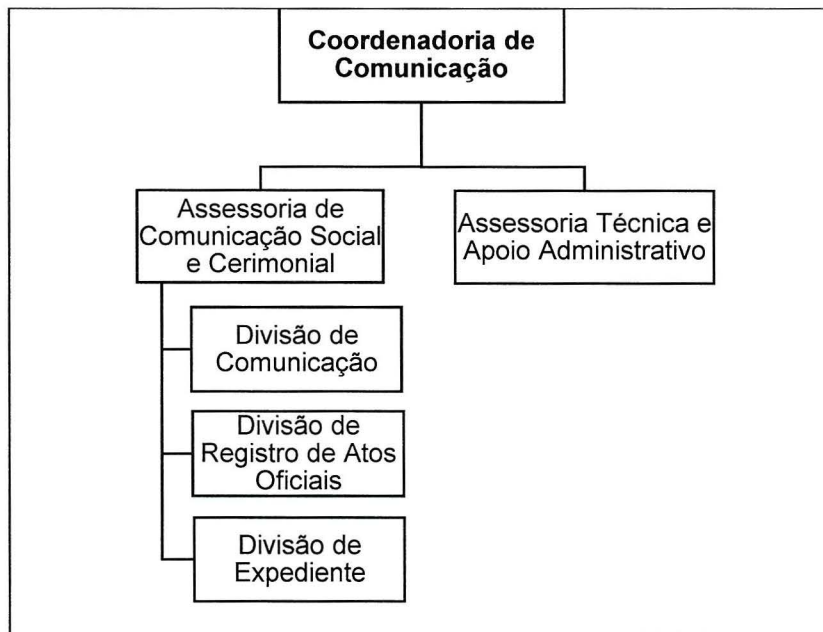 Coordenadoria de
Comunicação
Assessoria de
Comunicação Social
e Cerimonial
Assessoria Técnica e
Apoio Administrativo
Divisão de
Comunicação
Divisão de
Registro de Atos
Oficiais
Divisão de
Expediente